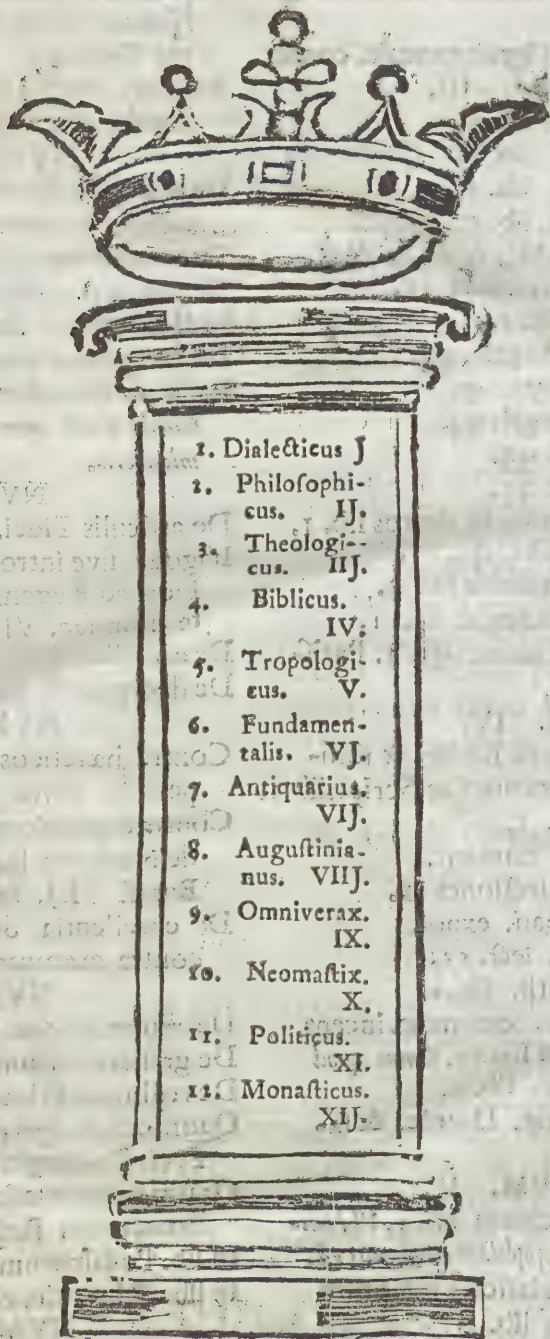 1. Dialecticus J
2. Philosophi-
cus. IJ.
3. Theologi-
cus. IIJ.
4. Biblicus.
IV.
5. Tropologi-
cus. V.
6. Fundamen-
talis. VJ.
7. Antiquarius.
VIJ.
8. Augustinia-
nus. VIIJ.
9. Omniverax.
IX.
10. Neomastix.
X.
11. Politicus.
XI.
12. Monasticus.
XIJ.